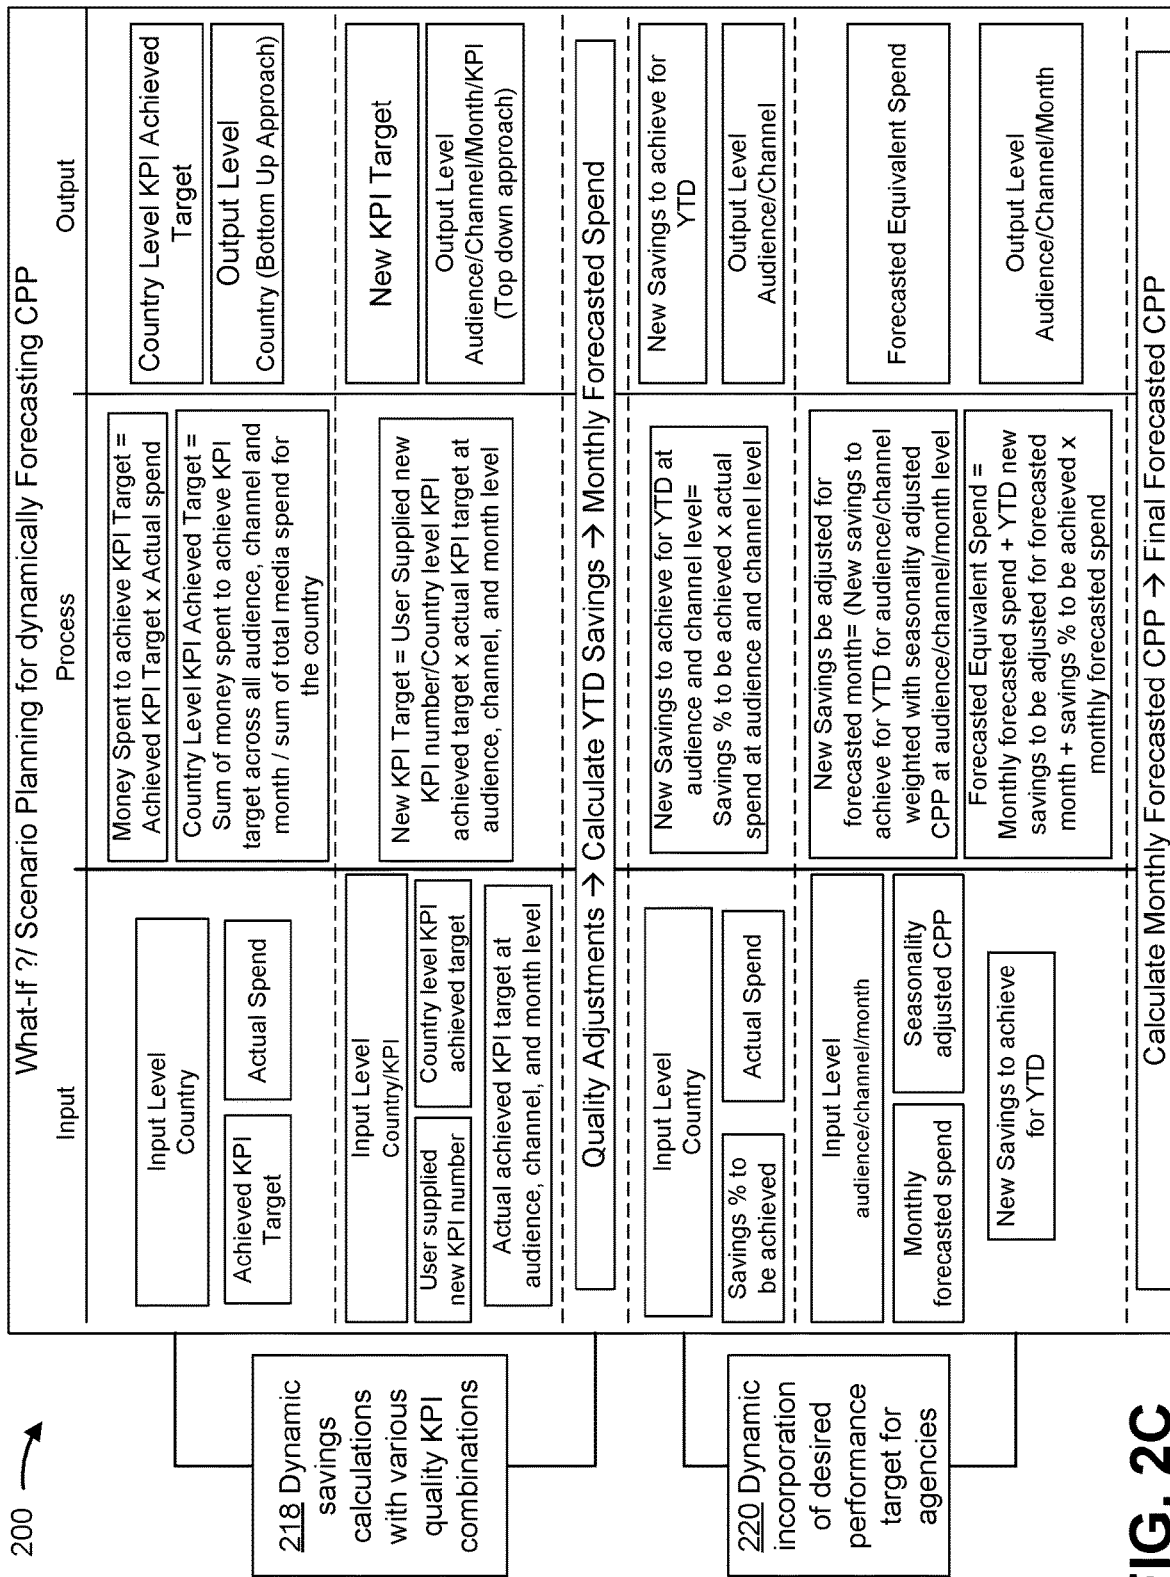 200
What-If ?/ Scenario Planning for dynamically Forecasting CPP
Input
Process
Output
218 Dynamic
savings
calculations
with various
quality KPI
combinations
Input Level
Country
Achieved KPI
Target
Actual Spend
Money Spent to achieve KPI Target =
Achieved KPI Target x Actual spend
Country Level KPI Achieved Target =
Sum of money spent to achieve KPI
target across all audience, channel and
month / sum of total media spend for
the country
Country Level KPI Achieved
Target
Output Level
Country (Bottom Up Approach)
Input Level
Country/KPI
User supplied
new KPI number
Country level KPI
achieved target
Actual achieved KPI target at
audience, channel, and month level
New KPI Target = User Supplied new
KPI number/Country level KPI
achieved target x actual KPI target at
audience, channel, and month level
New KPI Target
Output Level
Audience/Channel/Month/KPI
(Top down approach)
Quality Adjustments → Calculate YTD Savings → Monthly Forecasted Spend
220 Dynamic
incorporation
of desired
performance
target for
agencies
Input Level
Country
Savings % to
be achieved
Actual Spend
New Savings to achieve for YTD at
audience and channel level=
Savings % to be achieved x actual
spend at audience and channel level
New Savings to achieve for
YTD
Output Level
Audience/Channel
Input Level
audience/channel/month
Monthly
forecasted spend
Seasonality
adjusted CPP
New Savings to achieve
for YTD
New Savings be adjusted for
forecasted month= (New savings to
achieve for YTD for audience/channel
weighted with seasonality adjusted
CPP at audience/channel/month level
Forecasted Equivalent Spend =
Monthly forecasted spend + YTD new
savings to be adjusted for forecasted
month + savings % to be achieved x
monthly forecasted spend
Forecasted Equivalent Spend
Output Level
Audience/Channel/Month
Calculate Monthly Forecasted CPP → Final Forecasted CPP
FIG. 2C